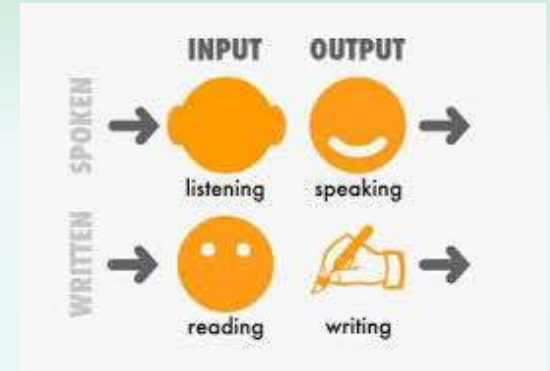 INPUT OUTPUT
SPOKEN
listening speaking
WRITTEN
reading writing